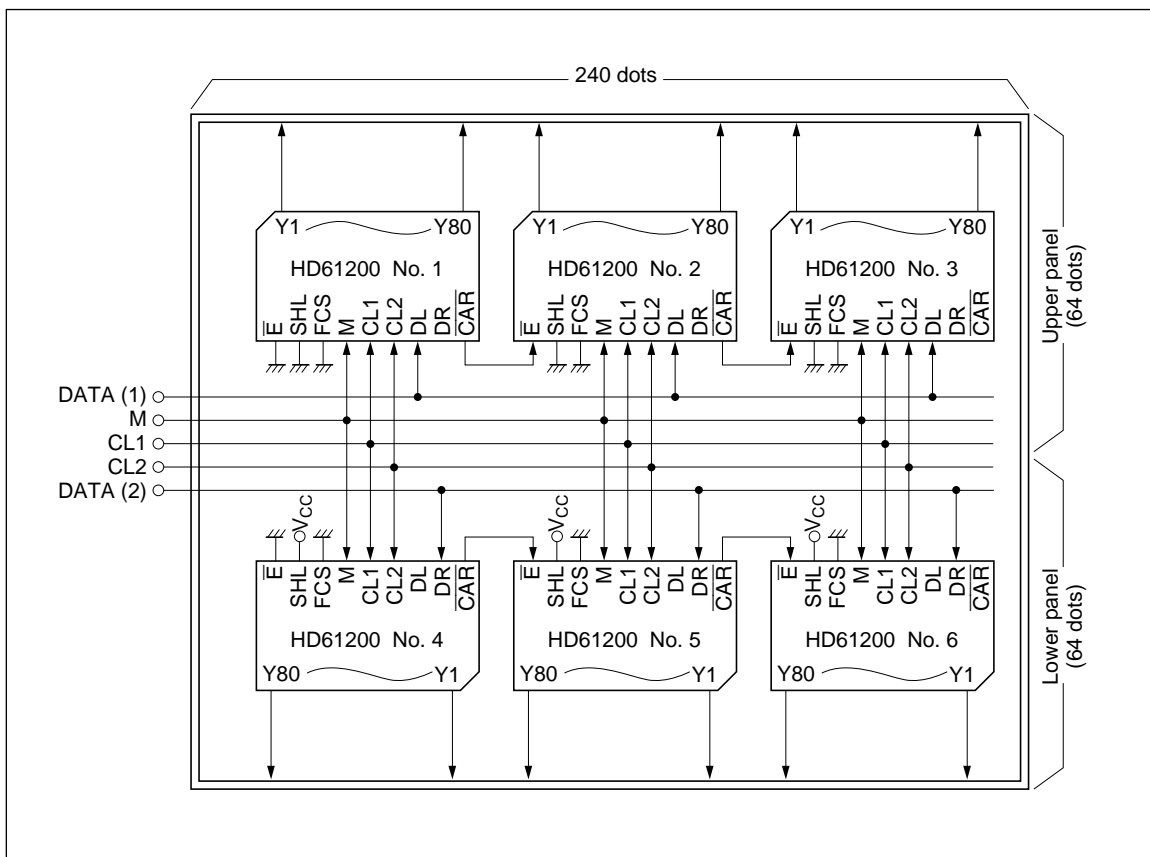 240 dots
Y1 Y80
HD61200 No. 1
E SHL FCS M CL1 CL2 DL DR CAR
Y1 Y80
HD61200 No. 2
E SHL FCS M CL1 CL2 DL DR CAR
Y1 Y80
HD61200 No. 3
E SHL FCS M CL1 CL2 DL DR CAR
Upper panel
(64 dots)
DATA (1)
M
CL1
CL2
DATA (2)
VCC
VCC
VCC
E SHL FCS M CL1 CL2 DL DR CAR
HD61200 No. 4
Y80 Y1
E SHL FCS M CL1 CL2 DL DR CAR
HD61200 No. 5
Y80 Y1
E SHL FCS M CL1 CL2 DL DR CAR
HD61200 No. 6
Y80 Y1
Lower panel
(64 dots)